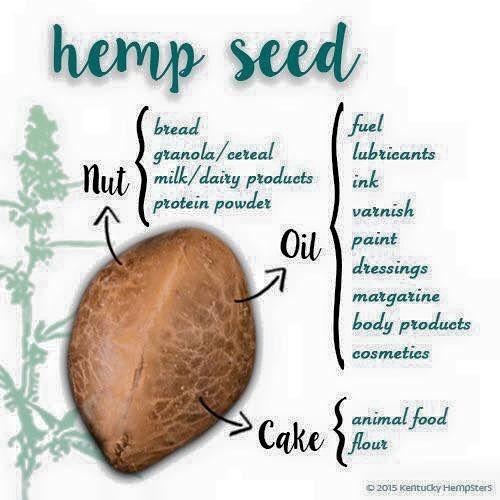 hemp seed
Nut
bread
granola/cereal
milk/dairy products
protein powder
Oil
fuel
lubricants
ink
varnish
paint
dressings
margarine
body products
cosmetics
Cake
animal food
flour
© 2015 Kentucky Hempsters